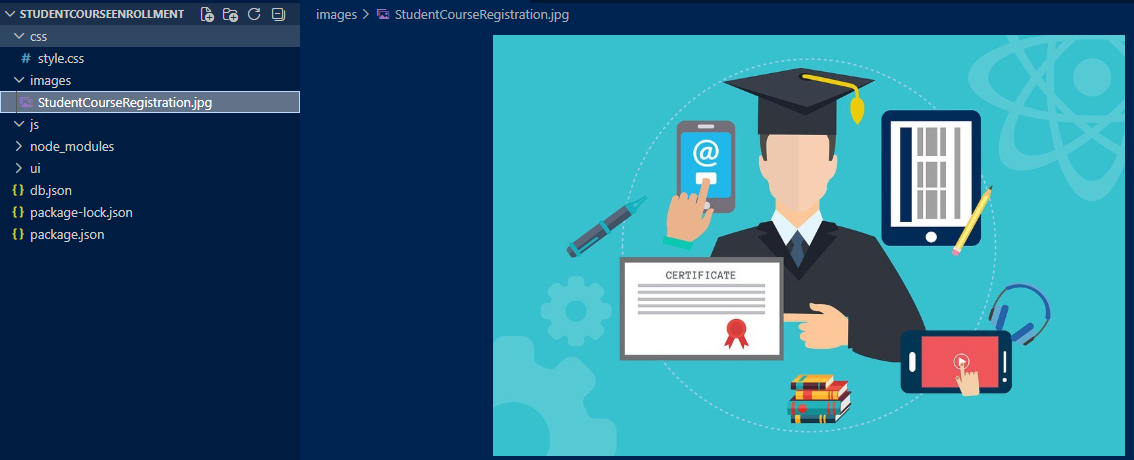 STUDENTCOURSEENROLLMENT
css
# style.css
images
StudentCourseRegistration.jpg
js
node_modules
ui
{} db.json
{} package-lock.json
{} package.json
images > StudentCourseRegistration.jpg
@
CERTIFICATE